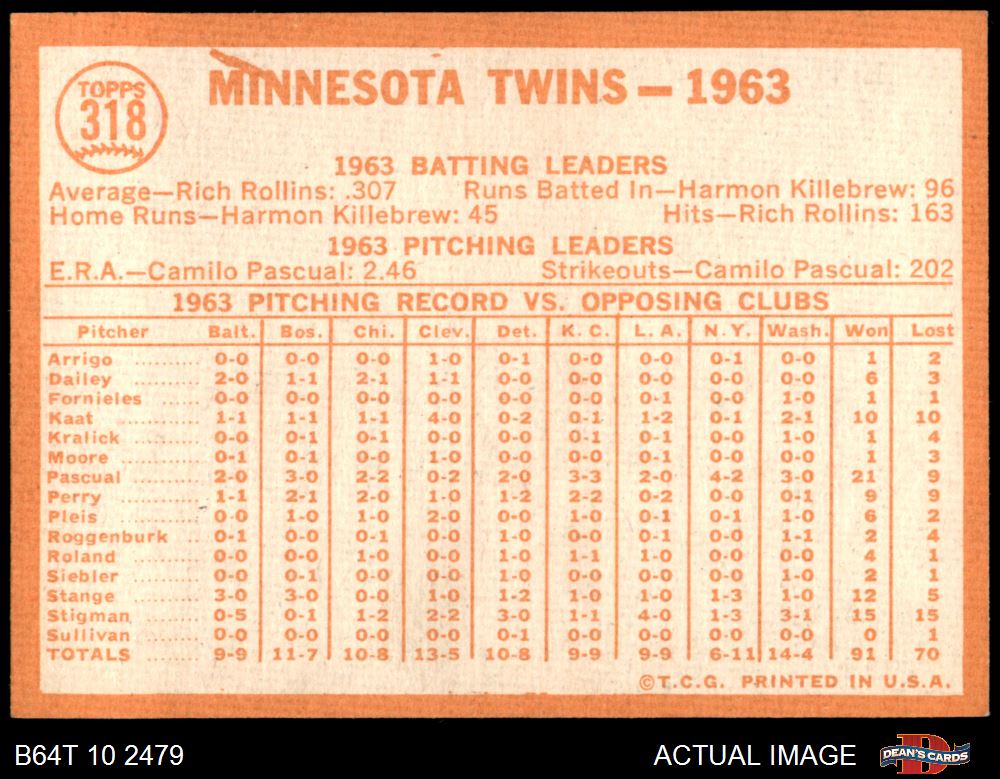 TOPPS
318
MINNESOTA TWINS — 1963
1963 BATTING LEADERS
Average—Rich Rollins: .307 Runs Batted In—Harmon Killebrew: 96
Home Runs—Harmon Killebrew: 45 Hits—Rich Rollins: 163
1963 PITCHING LEADERS
E.R.A.—Camilo Pascual: 2.46 Strikeouts—Camilo Pascual: 202
1963 PITCHING RECORD VS. OPPOSING CLUBS
Pitcher Balt. Bos. Chi. Clev. Det. K. C. L. A. N. Y. Wash. Won Lost
Arrigo .......... 0-0 0-0 0-0 1-0 0-1 0-0 0-0 0-1 0-0 1 2
Dailey .......... 2-0 1-1 2-1 1-1 0-0 0-0 0-0 0-0 0-0 6 3
Fornieles ...... 0-0 0-0 0-0 0-0 0-0 0-0 0-1 0-0 1-0 1 1
Kaat ............ 1-1 1-1 1-1 4-0 0-2 0-1 1-2 0-1 2-1 10 10
Kralick ......... 0-0 0-1 0-1 0-0 0-0 0-1 0-1 0-0 1-0 1 4
Moore .......... 0-1 0-1 0-0 1-0 0-0 0-0 0-1 0-0 0-0 1 3
Pascual ........ 2-0 3-0 2-2 0-2 2-0 3-3 2-0 4-2 3-0 21 9
Perry ........... 1-1 2-1 2-0 1-0 1-2 2-2 0-2 0-0 0-1 9 9
Pleis ............ 0-0 1-0 1-0 2-0 0-0 1-0 0-1 0-1 1-0 6 2
Roggenburk .. 0-1 0-0 0-1 0-0 1-0 0-0 0-1 0-0 1-1 2 4
Roland ......... 0-0 0-0 1-0 0-0 1-0 1-1 1-0 0-0 0-0 4 1
Siebler ......... 0-0 0-1 0-0 0-0 1-0 0-0 0-0 0-0 1-0 2 1
Stange ......... 3-0 3-0 0-0 1-0 1-2 1-0 1-0 1-3 1-0 12 5
Stigman ........ 0-5 0-1 1-2 2-2 3-0 1-1 4-0 1-3 3-1 15 15
Sullivan ........ 0-0 0-0 0-0 0-0 0-1 0-0 0-0 0-0 0-0 0 1
TOTALS ........ 9-9 11-7 10-8 13-5 10-8 9-9 9-9 6-11 14-4 91 70
©T.C.G. PRINTED IN U.S.A.
B64T 10 2479 ACTUAL IMAGE DEAN'S CARDS